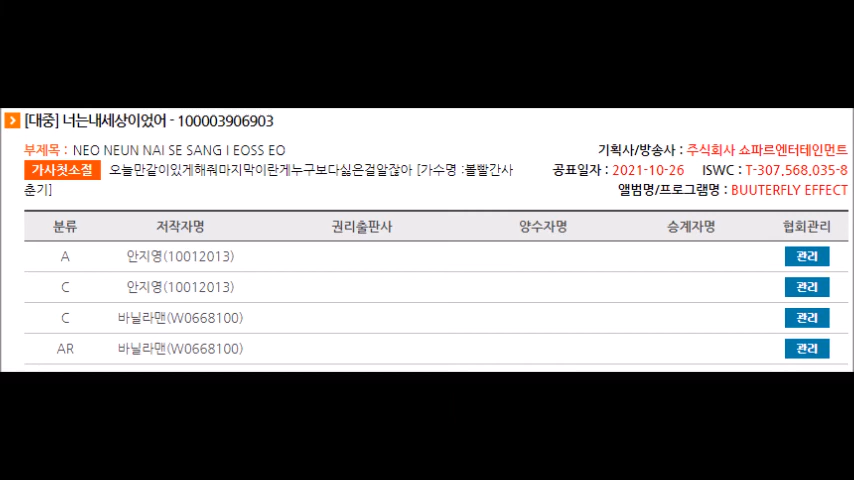 [대중] 너는내세상이었어 - 100003906903
부제목 : NEO NEUN NAI SE SANG I EOSS EO
기획사/방송사 : 주식회사 쇼파르엔터테인먼트
가사첫소절 오늘만같이있게해줘마지막이란게누구보다싫은걸알잖아 [가수명 :볼빨간사
춘기]
공표일자 : 2021-10-26 ISWC : T-307,568,035-8
앨범명/프로그램명 : BUUTERFLY EFFECT
분류 저작자명 권리출판사 양수자명 승계자명 협회관리
A 안지영(10012013) 관리
C 안지영(10012013) 관리
C 바닐라맨(W0668100) 관리
AR 바닐라맨(W0668100) 관리